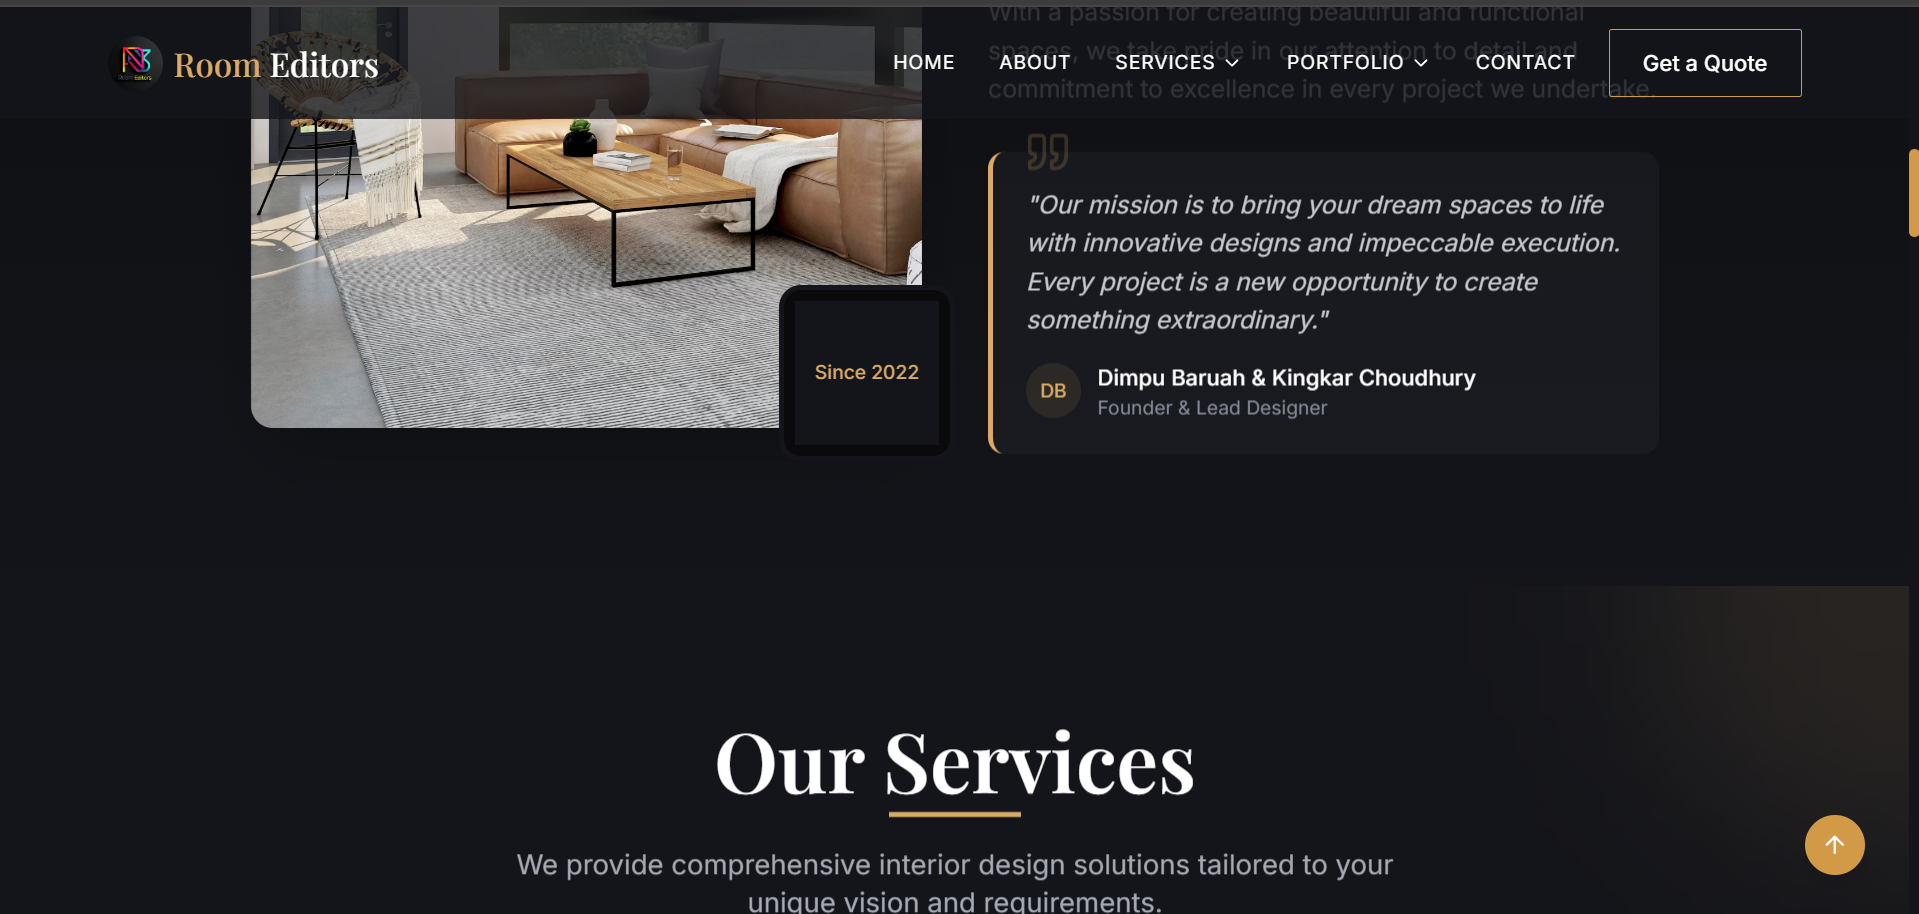 With a passion for creating beautiful and functional
spaces, we take pride in our attention to detail and
commitment to excellence in every project we undertake.
Room Editors
HOME
ABOUT
SERVICES
PORTFOLIO
CONTACT
Get a Quote
"Our mission is to bring your dream spaces to life
with innovative designs and impeccable execution.
Every project is a new opportunity to create
something extraordinary."
DB
Dimpu Baruah & Kingkar Choudhury
Founder & Lead Designer
Since 2022
Our Services
We provide comprehensive interior design solutions tailored to your
unique vision and requirements.